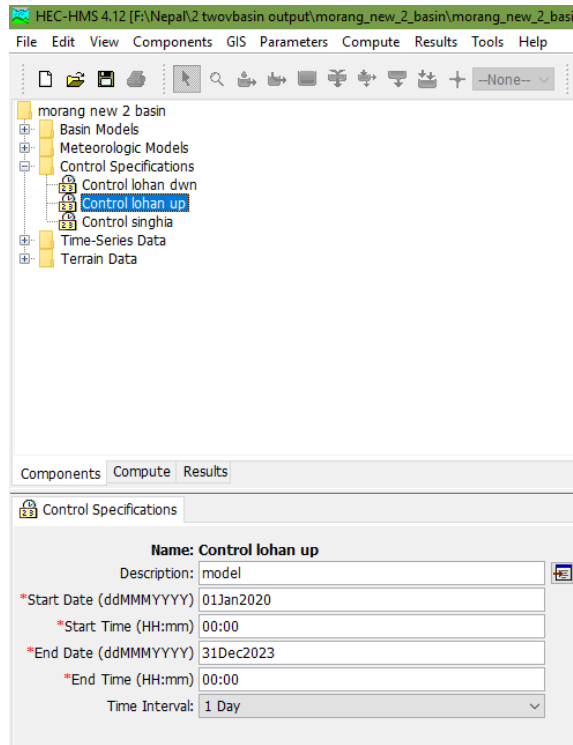 HEC-HMS 4.12 [F:\Nepal\2 twovbasin output\morang_new_2_basin\morang_new_2_basi
File Edit View Components GIS Parameters Compute Results Tools Help
--None--
morang new 2 basin
Basin Models
Meteorologic Models
Control Specifications
Control lohan dwn
Control lohan up
Control singhia
Time-Series Data
Terrain Data
Components Compute Results
Control Specifications
Name: Control lohan up
Description: model
*Start Date (ddMMMYYYY) 01Jan2020
*Start Time (HH:mm) 00:00
*End Date (ddMMMYYYY) 31Dec2023
*End Time (HH:mm) 00:00
Time Interval: 1 Day